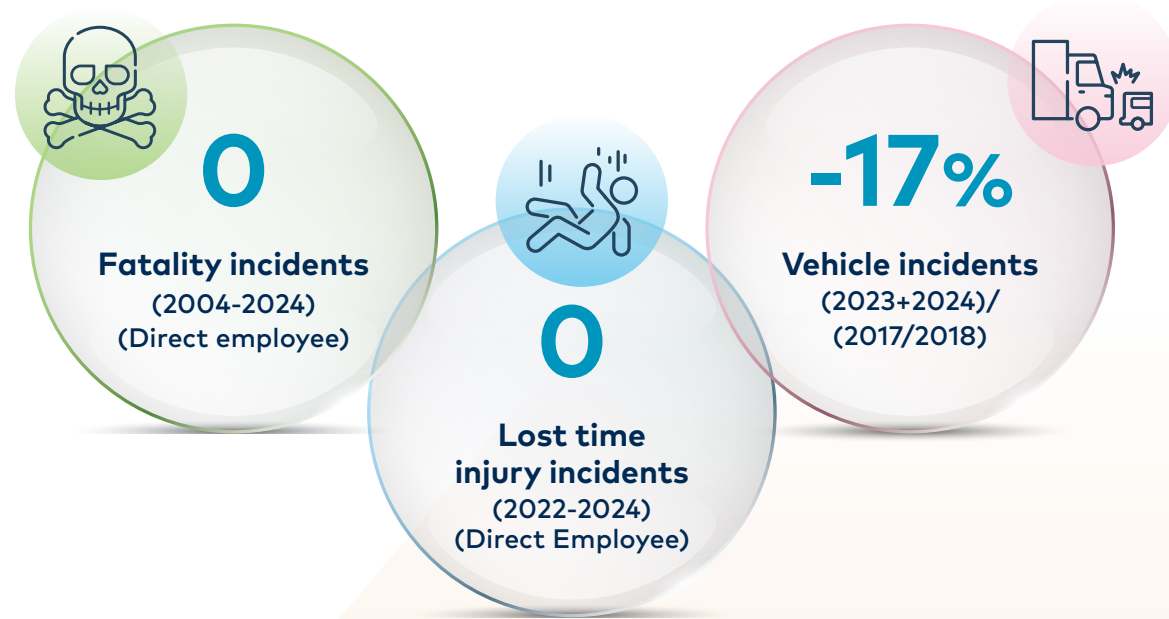 0
Fatality incidents
(2004-2024)
(Direct employee)
0
Lost time
injury incidents
(2022-2024)
(Direct Employee)
-17%
Vehicle incidents
(2023+2024)/
(2017/2018)